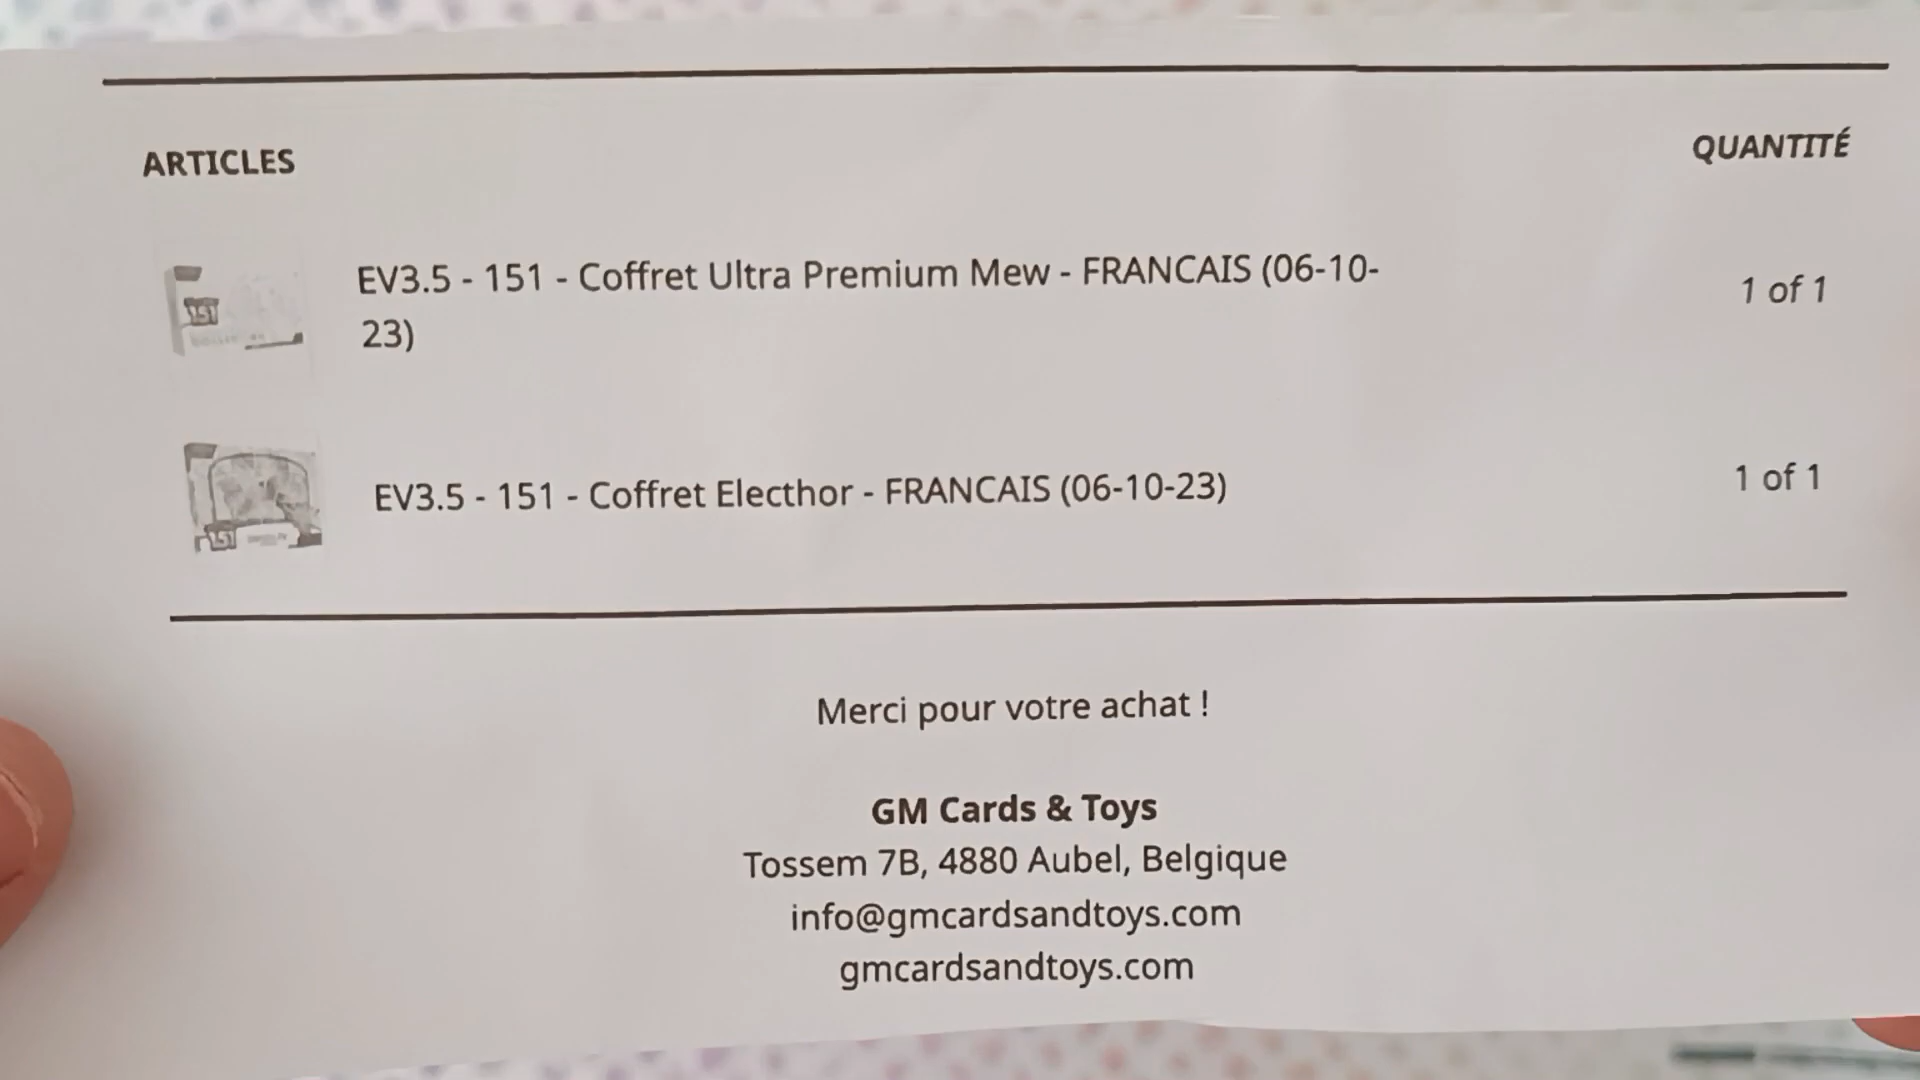 ARTICLES
QUANTITÉ
EV3.5 - 151 - Coffret Ultra Premium Mew - FRANCAIS (06-10-
23)
1 of 1
151
EV3.5 - 151 - Coffret Electhor - FRANCAIS (06-10-23)
1 of 1
151
Merci pour votre achat !
GM Cards & Toys
Tossem 7B, 4880 Aubel, Belgique
info@gmcardsandtoys.com
gmcardsandtoys.com